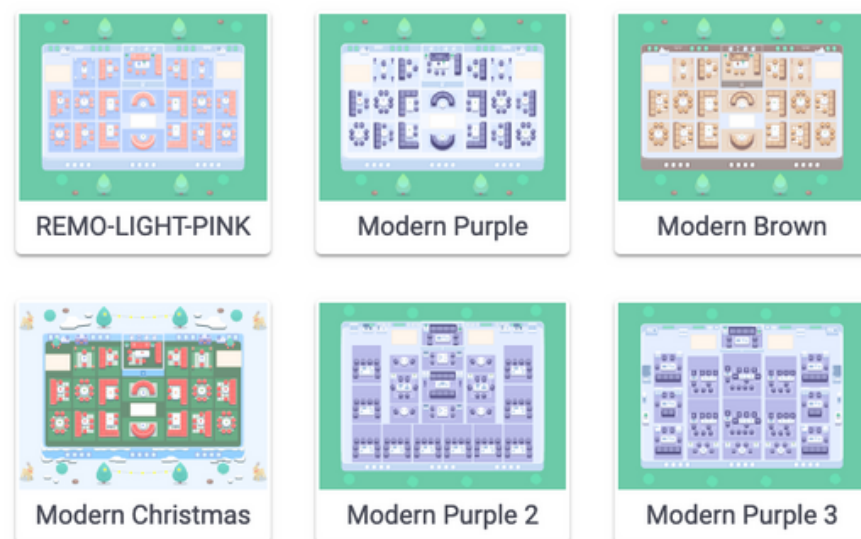 REMO-LIGHT-PINK
Modern Purple
Modern Brown
Modern Christmas
Modern Purple 2
Modern Purple 3